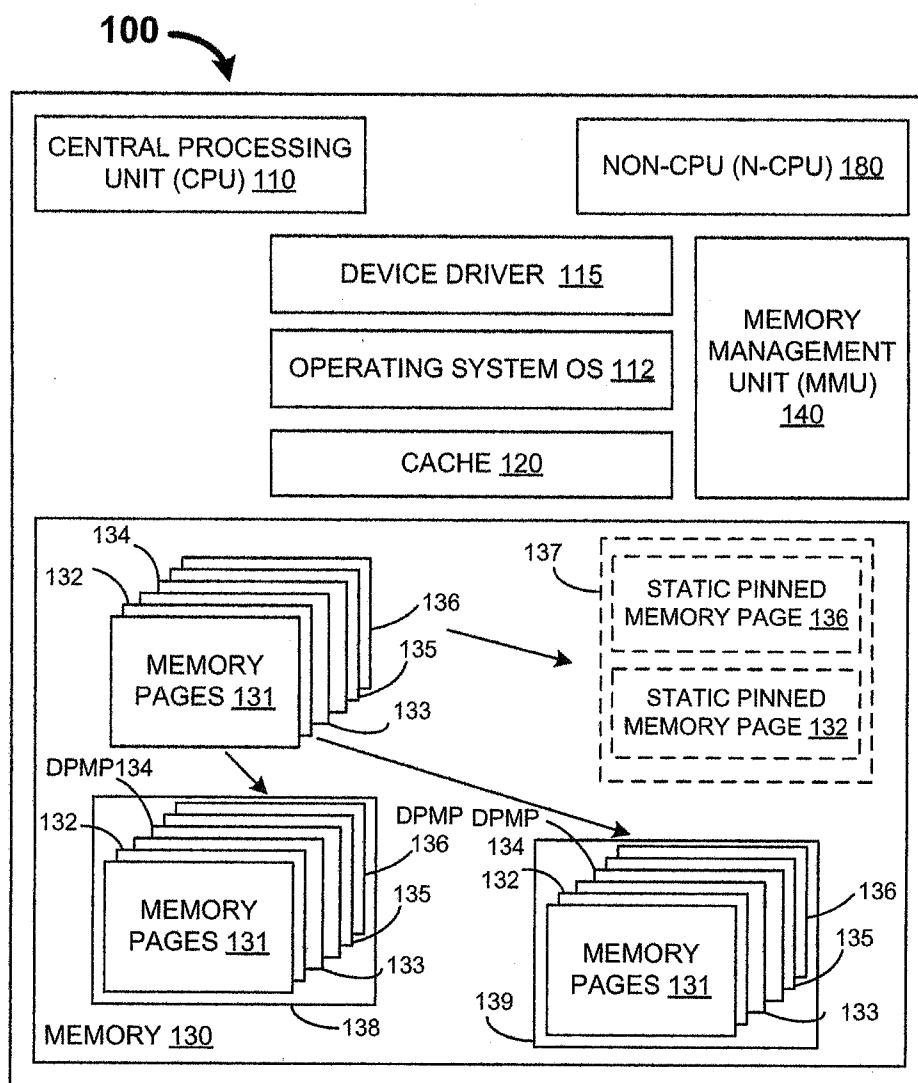 100
CENTRAL PROCESSING
UNIT (CPU) 110
NON-CPU (N-CPU) 180
DEVICE DRIVER 115
OPERATING SYSTEM OS 112
CACHE 120
MEMORY
MANAGEMENT
UNIT (MMU)
140
134
132
136
135
133
MEMORY
PAGES 131
137
STATIC PINNED
MEMORY PAGE 136
STATIC PINNED
MEMORY PAGE 132
DPMP134
132
DPMP
136
135
133
MEMORY
PAGES 131
138
DPMP
134
132
136
135
133
MEMORY
PAGES 131
139
MEMORY 130